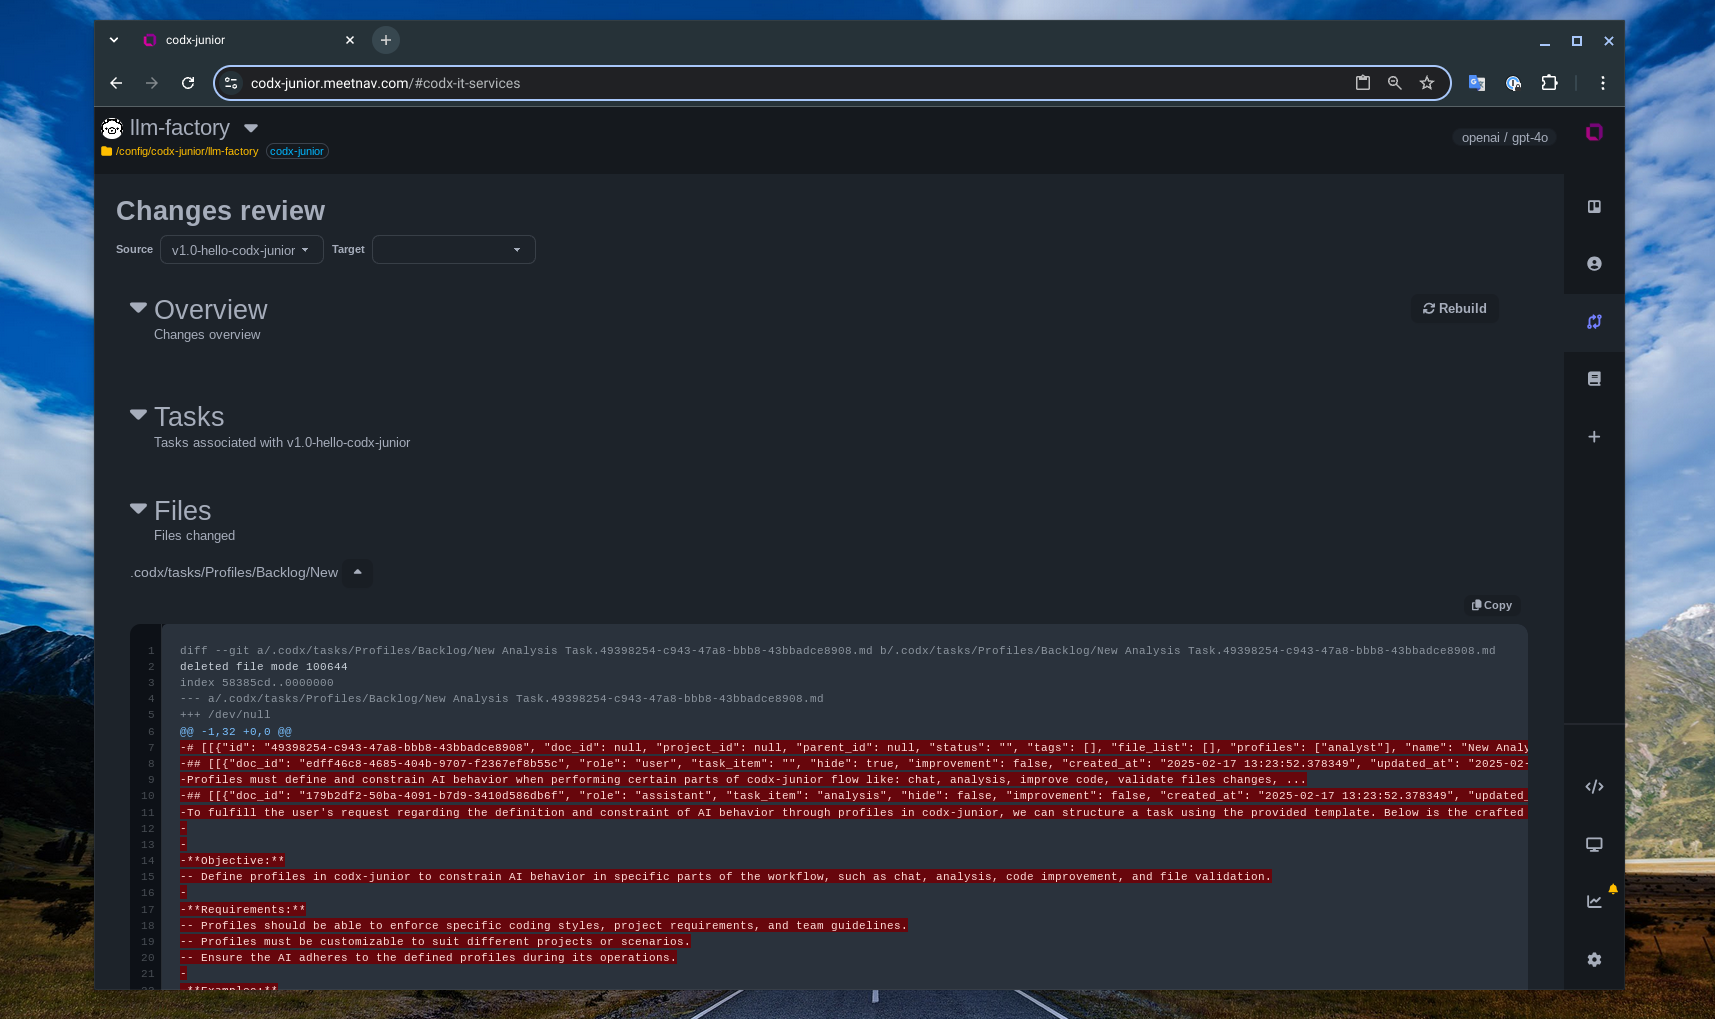 codx-junior
codx-junior.meetnav.com/#codx-it-services
llm-factory
openai / gpt-4o
/config/codx-junior/llm-factory codx-junior
Changes review
Source v1.0-hello-codx-junior Target
Overview
Rebuild
Changes overview
Tasks
Tasks associated with v1.0-hello-codx-junior
Files
Files changed
.codx/tasks/Profiles/Backlog/New
Copy
1 diff --git a/.codx/tasks/Profiles/Backlog/New Analysis Task.49398254-c943-47a8-bbb8-43bbadce8908.md b/.codx/tasks/Profiles/Backlog/New Analysis Task.49398254-c943-47a8-bbb8-43bbadce8908.md
2 deleted file mode 100644
3 index 58385cd..0000000
4 --- a/.codx/tasks/Profiles/Backlog/New Analysis Task.49398254-c943-47a8-bbb8-43bbadce8908.md
5 +++ /dev/null
6 @@ -1,32 +0,0 @@
7 -# [[{"id": "49398254-c943-47a8-bbb8-43bbadce8908", "doc_id": null, "project_id": null, "parent_id": null, "status": "", "tags": [], "file_list": [], "profiles": ["analyst"], "name": "New Analy
8 -## [[{"doc_id": "edff46c8-4685-404b-9707-f2367ef8b55c", "role": "user", "task_item": "", "hide": true, "improvement": false, "created_at": "2025-02-17 13:23:52.378349", "updated_at": "2025-02-
9 -Profiles must define and constrain AI behavior when performing certain parts of codx-junior flow like: chat, analysis, improve code, validate files changes, ...
10 -## [[{"doc_id": "179b2df2-50ba-4091-b7d9-3410d586db6f", "role": "assistant", "task_item": "analysis", "hide": false, "improvement": false, "created_at": "2025-02-17 13:23:52.378349", "updated_
11 -To fulfill the user's request regarding the definition and constraint of AI behavior through profiles in codx-junior, we can structure a task using the provided template. Below is the crafted
12 -
13 -
14 -**Objective:**
15 -- Define profiles in codx-junior to constrain AI behavior in specific parts of the workflow, such as chat, analysis, code improvement, and file validation.
16 -
17 -**Requirements:**
18 -- Profiles should be able to enforce specific coding styles, project requirements, and team guidelines.
19 -- Profiles must be customizable to suit different projects or scenarios.
20 -- Ensure the AI adheres to the defined profiles during its operations.
21 -
22 -**Examples:**